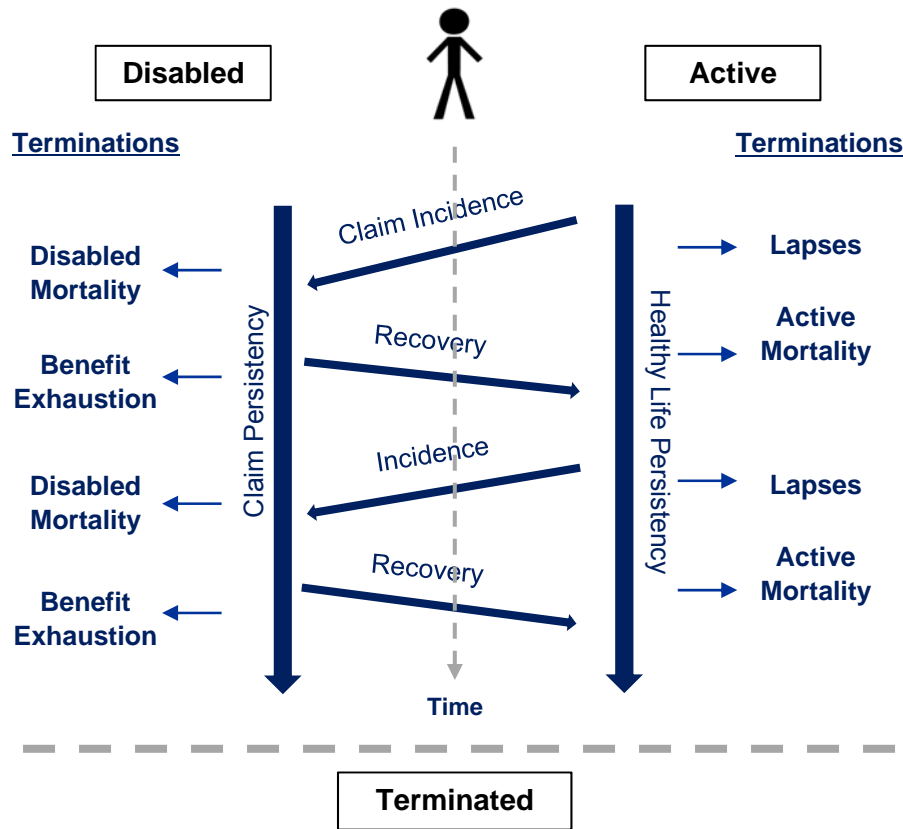 Disabled
Active
Terminations
Terminations
Claim Incidence
Disabled
Mortality
Lapses
Claim Persistency
Healthy Life Persistency
Recovery
Active
Mortality
Benefit
Exhaustion
Incidence
Disabled
Mortality
Lapses
Recovery
Active
Mortality
Benefit
Exhaustion
Time
Terminated